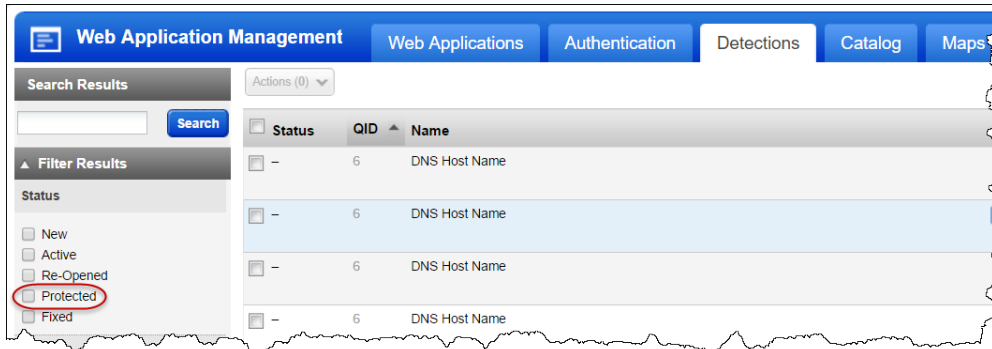 Web Application Management Web Applications Authentication Detections Catalog Maps
Search Results
Actions (0)
Search
Status QID Name
Filter Results
– 6 DNS Host Name
Status
– 6 DNS Host Name
New
Active
– 6 DNS Host Name
Re-Opened
Protected
Fixed
– 6 DNS Host Name